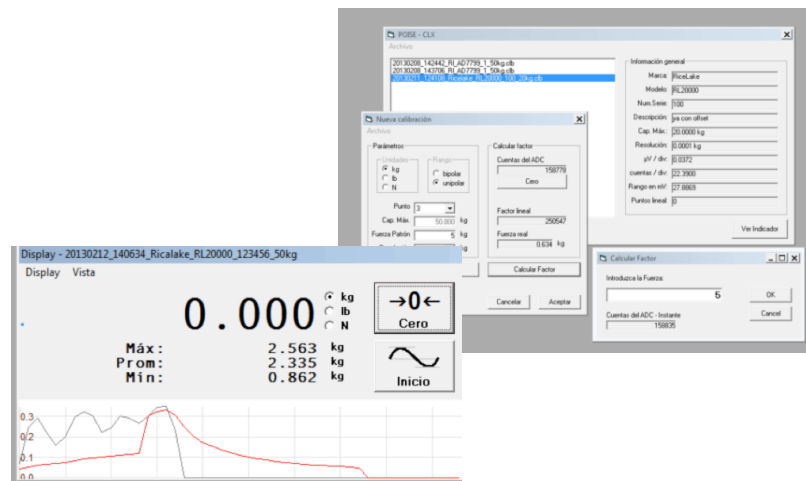 POISE - CLX
Archivo
20130208_142442_RI_AD7799_1_50kg.clb
20130208_143706_RI_AD7799_1_50kg.clb
20130211_124108_Ricelake_RL20000_100_20kg.clb
Información general
Marca: RiceLake
Modelo: RL20000
Num.Serie: 100
Descripción: ya con offset
Cap. Máx.: 20.0000 kg
Resolución: 0.0001 kg
µV / div: 0.0372
cuentas / div: 22.3900
Rango en mV: 27.8869
Puntos lineal: 0
Ver Indicador
Nueva calibración
Archivo
Parámetros
Unidades
kg
lb
N
Rango
bipolar
unipolar
Punto 3
Cap. Máx. 50.000 kg
Fuerza Patrón 5 kg
kg
Calcular factor
Cuentas del ADC
158778
Cero
Factor lineal
250547
Fuerza real
0.634 kg
Calcular Factor
Cancelar
Aceptar
Calcular Factor
Introduzca la Fuerza:
5
OK
Cancel
Cuentas del ADC - Instante
158835
Display - 20130212_140634_Ricalake_RL20000_123456_50kg
Display Vista
0.000
kg
lb
N
→0←
Cero
Máx: 2.563 kg
Prom: 2.335 kg
Mín: 0.862 kg
Inicio
0.3
0.2
0.1
0.0